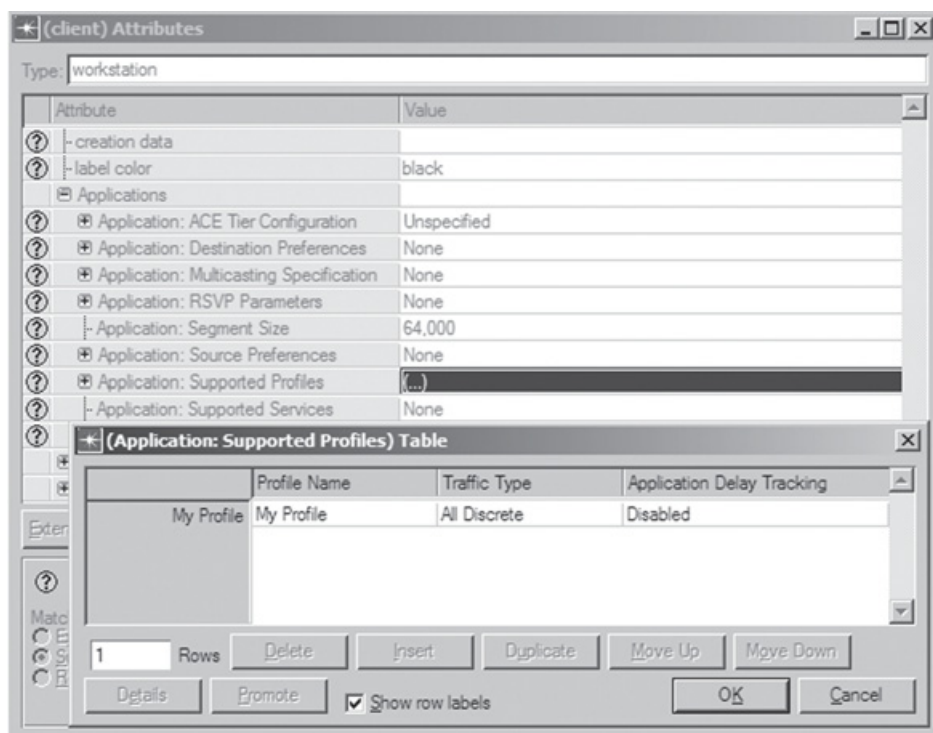 (client) Attributes
Type: workstation
Attribute Value
creation data
label color black
Applications
Application: ACE Tier Configuration Unspecified
Application: Destination Preferences None
Application: Multicasting Specification None
Application: RSVP Parameters None
Application: Segment Size 64,000
Application: Source Preferences None
Application: Supported Profiles (...)
Application: Supported Services None
(Application: Supported Profiles) Table
Profile Name Traffic Type Application Delay Tracking
My Profile My Profile All Discrete Disabled
1 Rows Delete Insert Duplicate Move Up Move Down
Details Promote Show row labels OK Cancel